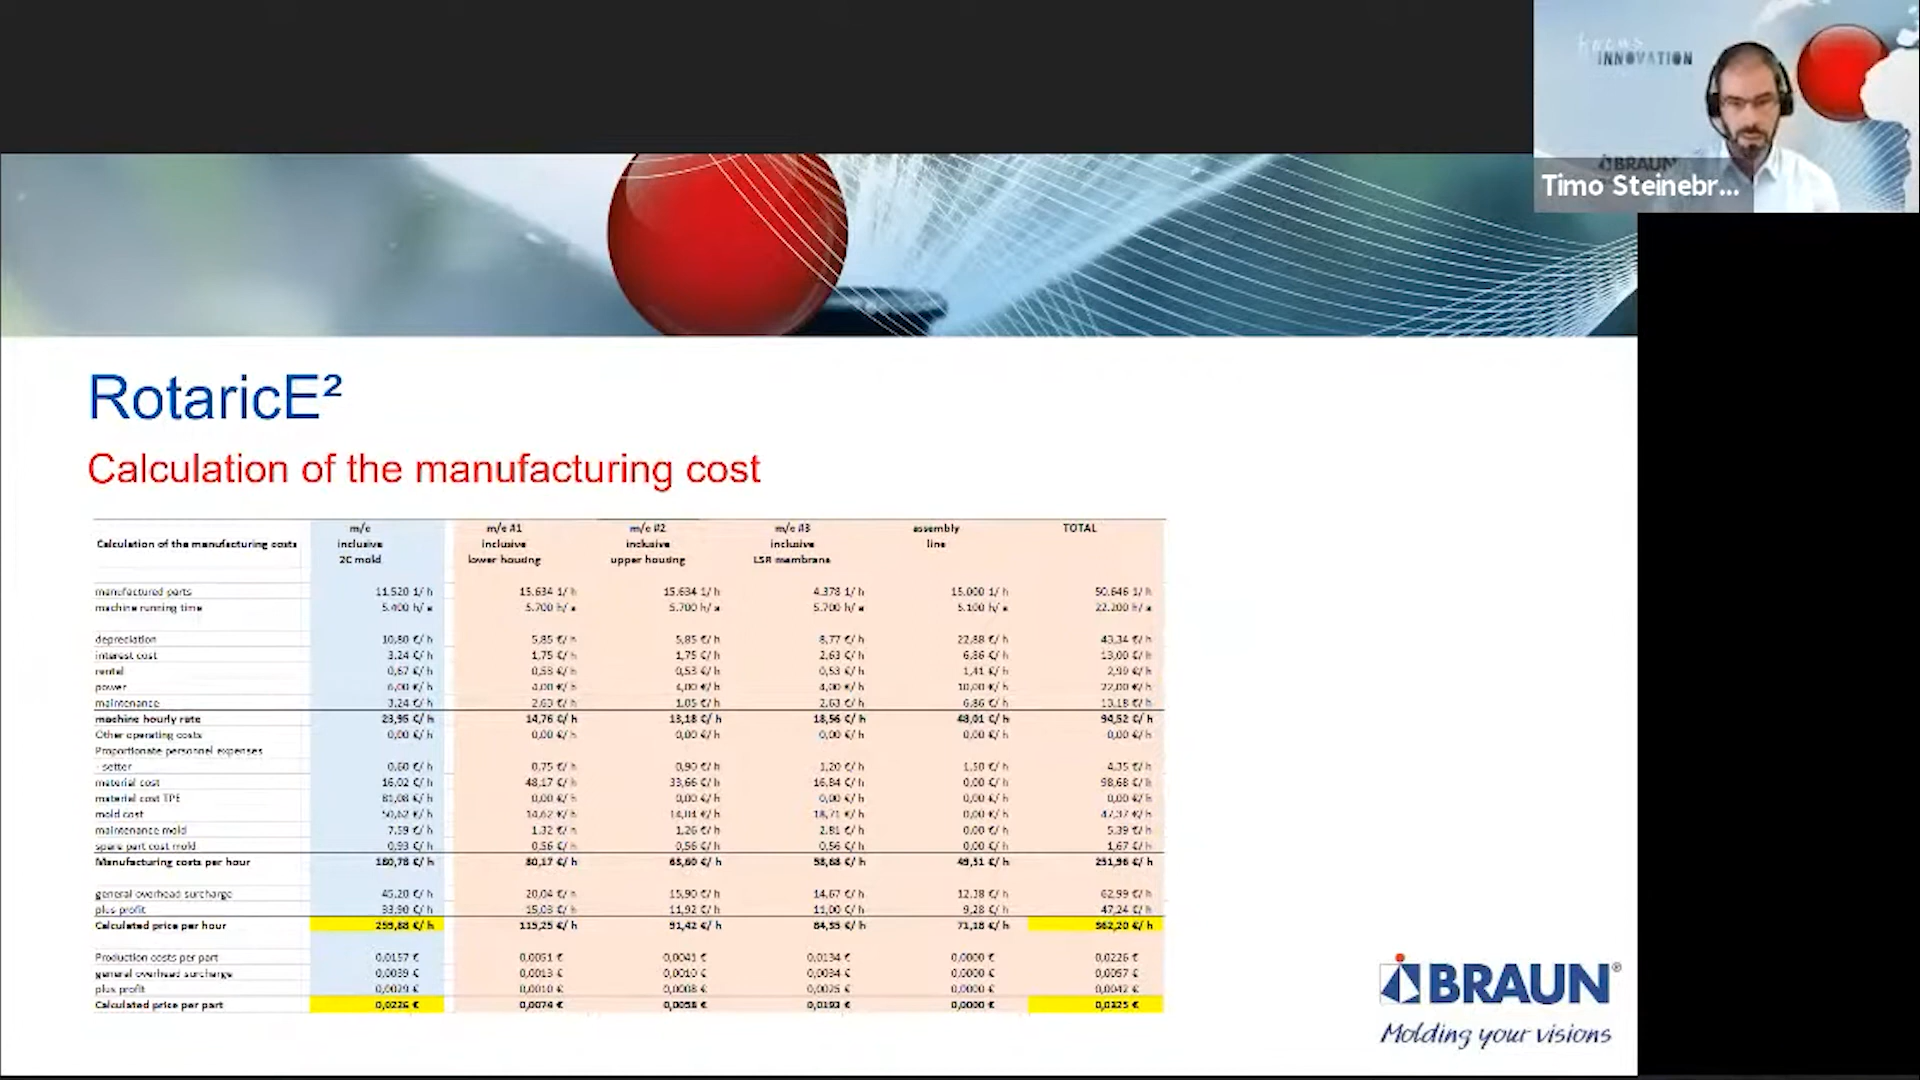 focus
INNOVATION
BRAUN
Timo Steinebr...
RotaricE²
Calculation of the manufacturing cost
Calculation of the manufacturing costs m/c inclusive 2C mold m/c #1 inclusive lower housing m/c #2 inclusive upper housing m/c #3 inclusive LSR membrane assembly line TOTAL
manufactured parts 11.520 1/h 15.634 1/h 15.634 1/h 4.378 1/h 15.000 1/h 50.646 1/h
machine running time 5.400 h/a 5.700 h/a 5.700 h/a 5.700 h/a 5.100 h/a 22.200 h/a
depreciation 10,80 €/h 5,85 €/h 5,85 €/h 8,77 €/h 22,88 €/h 43,34 €/h
interest cost 3,24 €/h 1,75 €/h 1,75 €/h 2,63 €/h 6,86 €/h 13,00 €/h
rental 0,67 €/h 0,53 €/h 0,53 €/h 0,53 €/h 1,41 €/h 2,99 €/h
power 6,00 €/h 4,00 €/h 4,00 €/h 4,00 €/h 10,00 €/h 22,00 €/h
maintenance 3,24 €/h 2,63 €/h 1,05 €/h 2,63 €/h 6,86 €/h 13,18 €/h
machine hourly rate 23,95 €/h 14,76 €/h 13,18 €/h 18,56 €/h 48,01 €/h 94,52 €/h
Other operating costs 0,00 €/h 0,00 €/h 0,00 €/h 0,00 €/h 0,00 €/h 0,00 €/h
Proportionate personnel expenses
- setter 0,60 €/h 0,75 €/h 0,90 €/h 1,20 €/h 1,50 €/h 4,35 €/h
material cost 16,02 €/h 48,17 €/h 33,66 €/h 16,84 €/h 0,00 €/h 98,68 €/h
material cost TPE 81,08 €/h 0,00 €/h 0,00 €/h 0,00 €/h 0,00 €/h 0,00 €/h
mold cost 50,62 €/h 14,62 €/h 14,04 €/h 18,71 €/h 0,00 €/h 47,37 €/h
maintenance mold 7,59 €/h 1,32 €/h 1,26 €/h 2,81 €/h 0,00 €/h 5,39 €/h
spare part cost mold 0,93 €/h 0,56 €/h 0,56 €/h 0,56 €/h 0,00 €/h 1,67 €/h
Manufacturing costs per hour 180,78 €/h 80,17 €/h 63,60 €/h 58,68 €/h 49,51 €/h 251,96 €/h
general overhead surcharge 45,20 €/h 20,04 €/h 15,90 €/h 14,67 €/h 12,38 €/h 62,99 €/h
plus profit 33,90 €/h 15,03 €/h 11,92 €/h 11,00 €/h 9,28 €/h 47,24 €/h
Calculated price per hour 259,88 €/h 115,25 €/h 91,42 €/h 84,35 €/h 71,18 €/h 362,20 €/h
Production costs per part 0,0157 € 0,0051 € 0,0041 € 0,0134 € 0,0000 € 0,0226 €
general overhead surcharge 0,0039 € 0,0013 € 0,0010 € 0,0034 € 0,0000 € 0,0057 €
plus profit 0,0029 € 0,0010 € 0,0008 € 0,0025 € 0,0000 € 0,0042 €
Calculated price per part 0,0226 € 0,0074 € 0,0058 € 0,0193 € 0,0000 € 0,0325 €
BRAUN®
Molding your visions